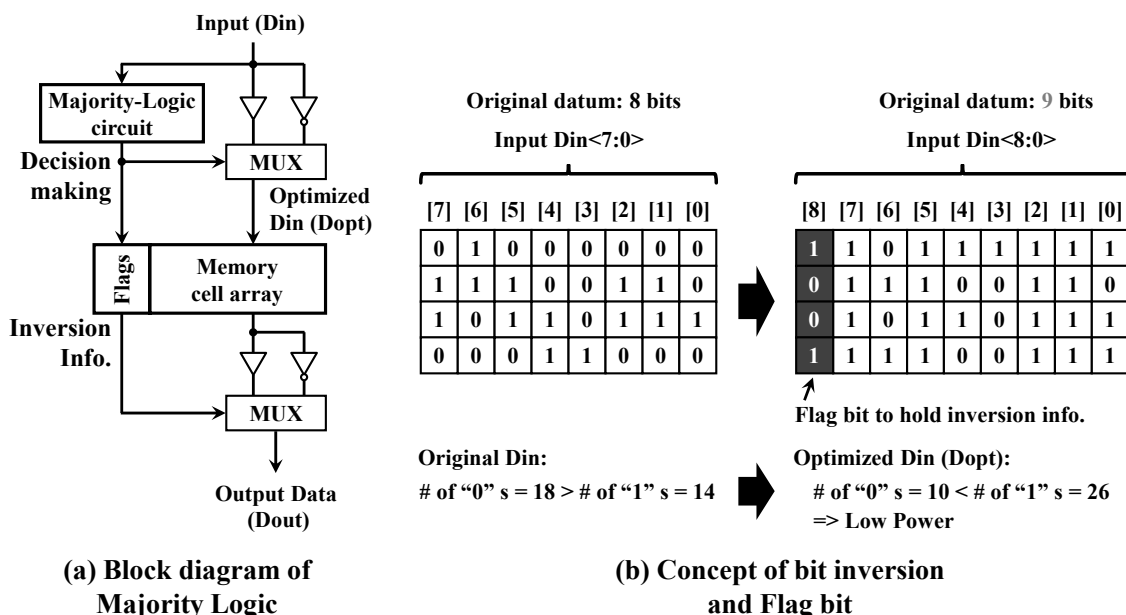 Input (Din)
Majority-Logic
circuit
Decision
making
MUX
Optimized
Din (Dopt)
Flags
Memory
cell array
Inversion
Info.
MUX
Output Data
(Dout)
(a) Block diagram of
Majority Logic
Original datum: 8 bits
Input Din<7:0>
[7] [6] [5] [4] [3] [2] [1] [0]
0 1 0 0 0 0 0 0
1 1 1 0 0 1 1 0
1 0 1 1 0 1 1 1
0 0 0 1 1 0 0 0
Original Din:
# of “0” s = 18 > # of “1” s = 14
Original datum: 9 bits
Input Din<8:0>
[8] [7] [6] [5] [4] [3] [2] [1] [0]
1 1 0 1 1 1 1 1 1
0 1 1 1 0 0 1 1 0
0 1 0 1 1 0 1 1 1
1 1 1 1 0 0 1 1 1
Flag bit to hold inversion info.
Optimized Din (Dopt):
# of “0” s = 10 < # of “1” s = 26
=> Low Power
(b) Concept of bit inversion
and Flag bit